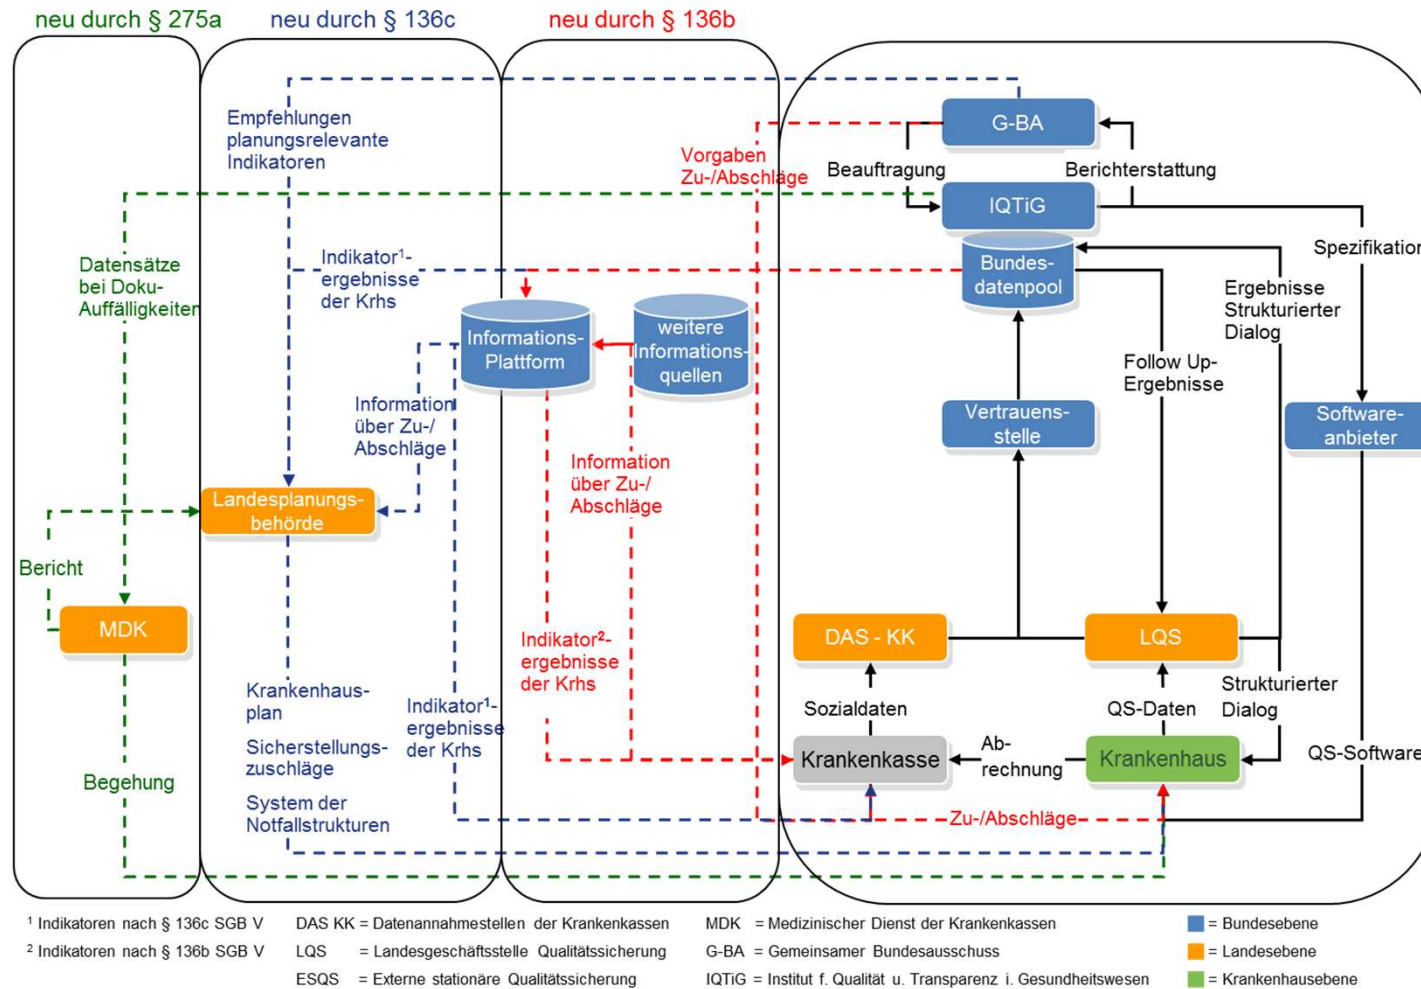 neu durch § 275a
neu durch § 136c
neu durch § 136b
Empfehlungen
planungsrelevante
Indikatoren
Vorgaben
Zu-/Abschläge
G-BA
Beauftragung
Berichterstattung
IQTiG
Spezifikation
Datensätze
bei Doku-
Auffälligkeiten
Indikator¹-
ergebnisse
der Krhs
Bundes-
datenpool
Ergebnisse
Strukturierter
Dialog
Informations-
Plattform
weitere
Informations-
quellen
Follow Up-
Ergebnisse
Information
über Zu-/
Abschläge
Vertrauens-
stelle
Software-
anbieter
Information
über Zu-/
Abschläge
Landesplanungs-
behörde
Bericht
MDK
Indikator²-
ergebnisse
der Krhs
DAS - KK
LQS
Krankenhaus-
plan
Sicherstellungs-
zuschläge
System der
Notfallstrukturen
Indikator¹-
ergebnisse
der Krhs
Sozialdaten
QS-Daten
Strukturierter
Dialog
Krankenkasse
Ab-
rechnung
Krankenhaus
QS-Software
Begehung
Zu-/Abschläge
¹ Indikatoren nach § 136c SGB V
² Indikatoren nach § 136b SGB V
DAS KK = Datenannahmestellen der Krankenkassen
LQS = Landesgeschäftsstelle Qualitätssicherung
ESQS = Externe stationäre Qualitätssicherung
MDK = Medizinischer Dienst der Krankenkassen
G-BA = Gemeinsamer Bundesausschuss
IQTiG = Institut f. Qualität u. Transparenz i. Gesundheitswesen
= Bundesebene
= Landesebene
= Krankenhausebene